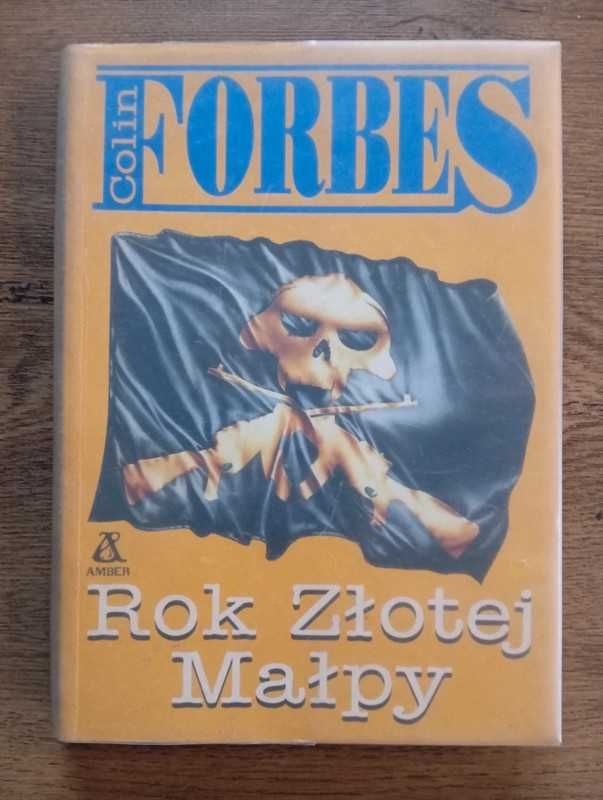 Colin
FORBES
AMBER
Rok Złotej
Małpy